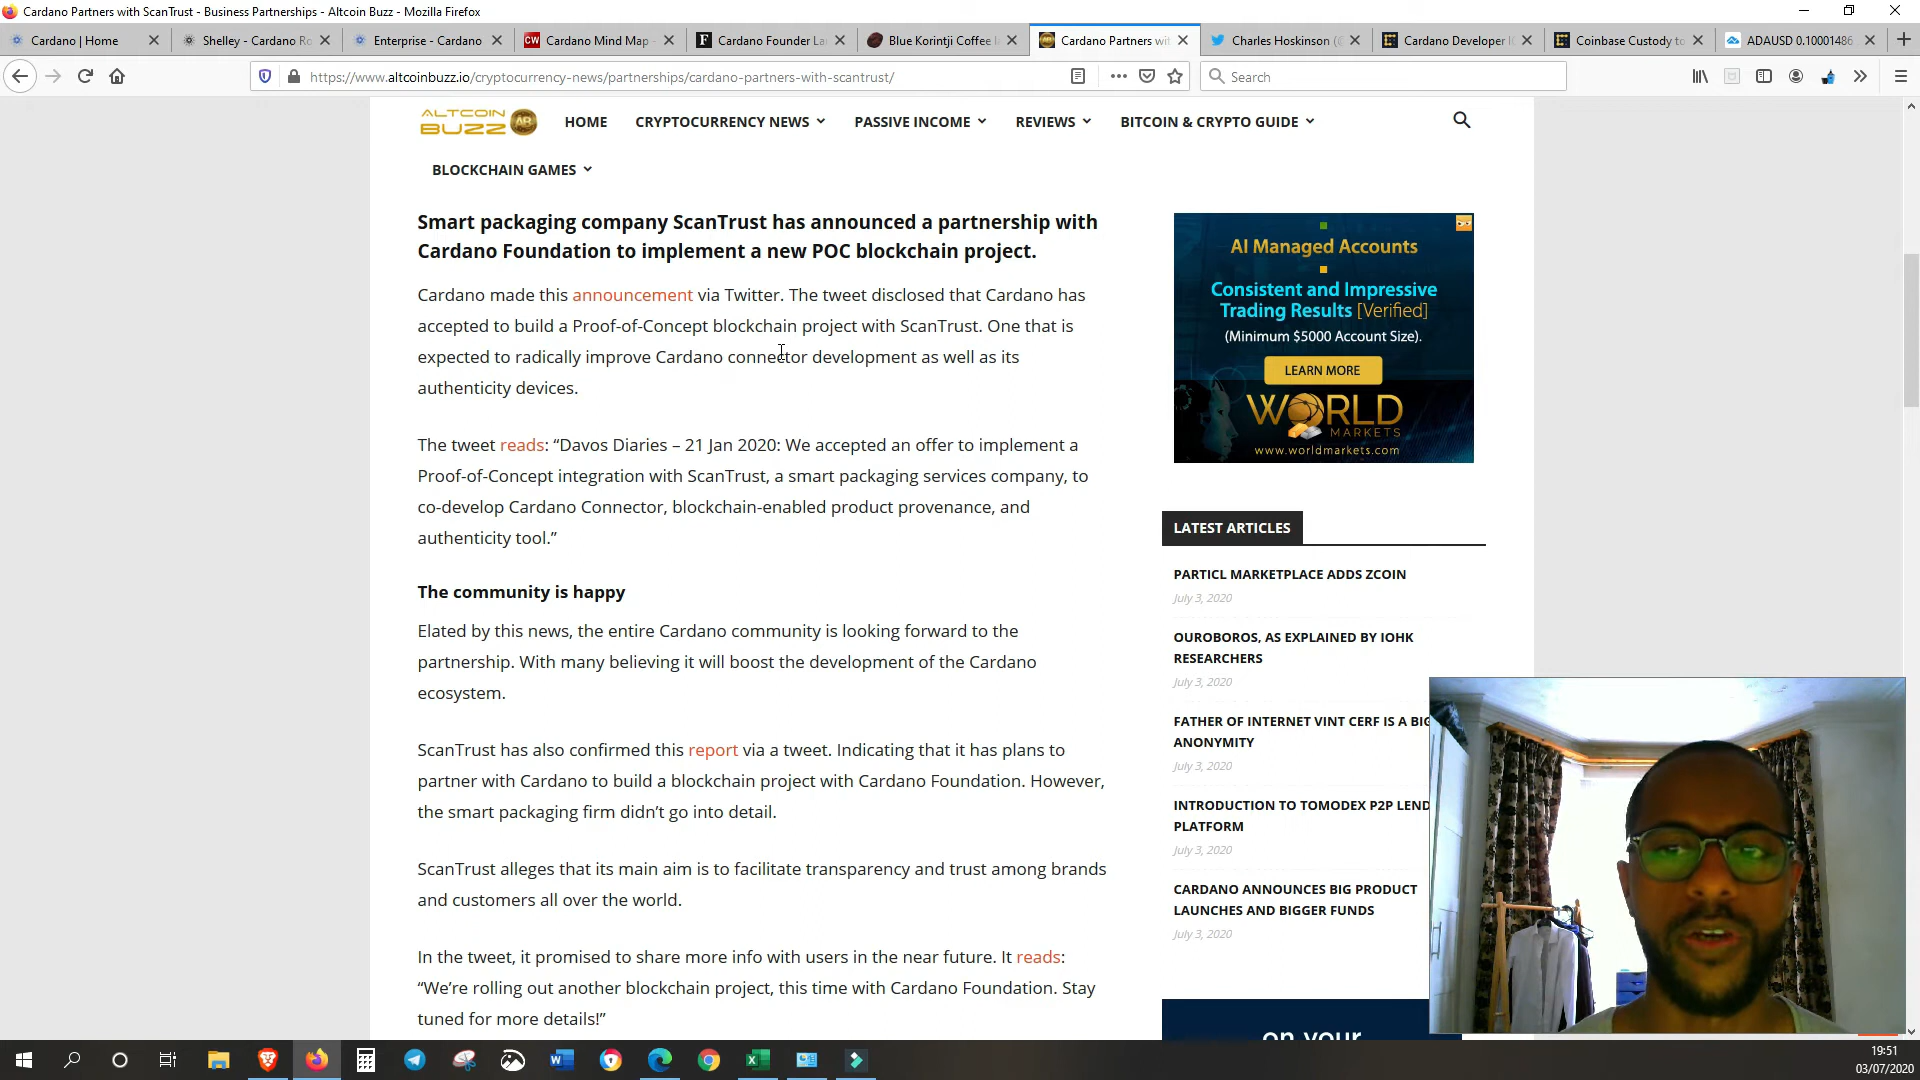 Cardano Partners with ScanTrust - Business Partnerships - Altcoin Buzz - Mozilla Firefox
Cardano | Home
Shelley - Cardano Ro
Enterprise - Cardano
CW Cardano Mind Map -
F Cardano Founder La
Blue Korintji Coffee I
Cardano Partners wit
Charles Hoskinson (
Cardano Developer I
Coinbase Custody to
ADAUSD 0.10001486
https://www.altcoinbuzz.io/cryptocurrency-news/partnerships/cardano-partners-with-scantrust/
Search
ALTCOIN
BUZZ AB
HOME CRYPTOCURRENCY NEWS PASSIVE INCOME REVIEWS BITCOIN & CRYPTO GUIDE
BLOCKCHAIN GAMES
Smart packaging company ScanTrust has announced a partnership with
Cardano Foundation to implement a new POC blockchain project.
Cardano made this announcement via Twitter. The tweet disclosed that Cardano has
accepted to build a Proof-of-Concept blockchain project with ScanTrust. One that is
expected to radically improve Cardano connector development as well as its
authenticity devices.
The tweet reads: “Davos Diaries – 21 Jan 2020: We accepted an offer to implement a
Proof-of-Concept integration with ScanTrust, a smart packaging services company, to
co-develop Cardano Connector, blockchain-enabled product provenance, and
authenticity tool.”
The community is happy
Elated by this news, the entire Cardano community is looking forward to the
partnership. With many believing it will boost the development of the Cardano
ecosystem.
ScanTrust has also confirmed this report via a tweet. Indicating that it has plans to
partner with Cardano to build a blockchain project with Cardano Foundation. However,
the smart packaging firm didn’t go into detail.
ScanTrust alleges that its main aim is to facilitate transparency and trust among brands
and customers all over the world.
In the tweet, it promised to share more info with users in the near future. It reads:
“We’re rolling out another blockchain project, this time with Cardano Foundation. Stay
tuned for more details!”
AI Managed Accounts
Consistent and Impressive
Trading Results [Verified]
(Minimum $5000 Account Size).
LEARN MORE
WORLD
MARKETS
www.worldmarkets.com
LATEST ARTICLES
PARTICL MARKETPLACE ADDS ZCOIN
July 3, 2020
OUROBOROS, AS EXPLAINED BY IOHK
RESEARCHERS
July 3, 2020
FATHER OF INTERNET VINT CERF IS A BIG
ANONYMITY
July 3, 2020
INTRODUCTION TO TOMODEX P2P LEND
PLATFORM
July 3, 2020
CARDANO ANNOUNCES BIG PRODUCT
LAUNCHES AND BIGGER FUNDS
July 3, 2020
on your
19:51
03/07/2020